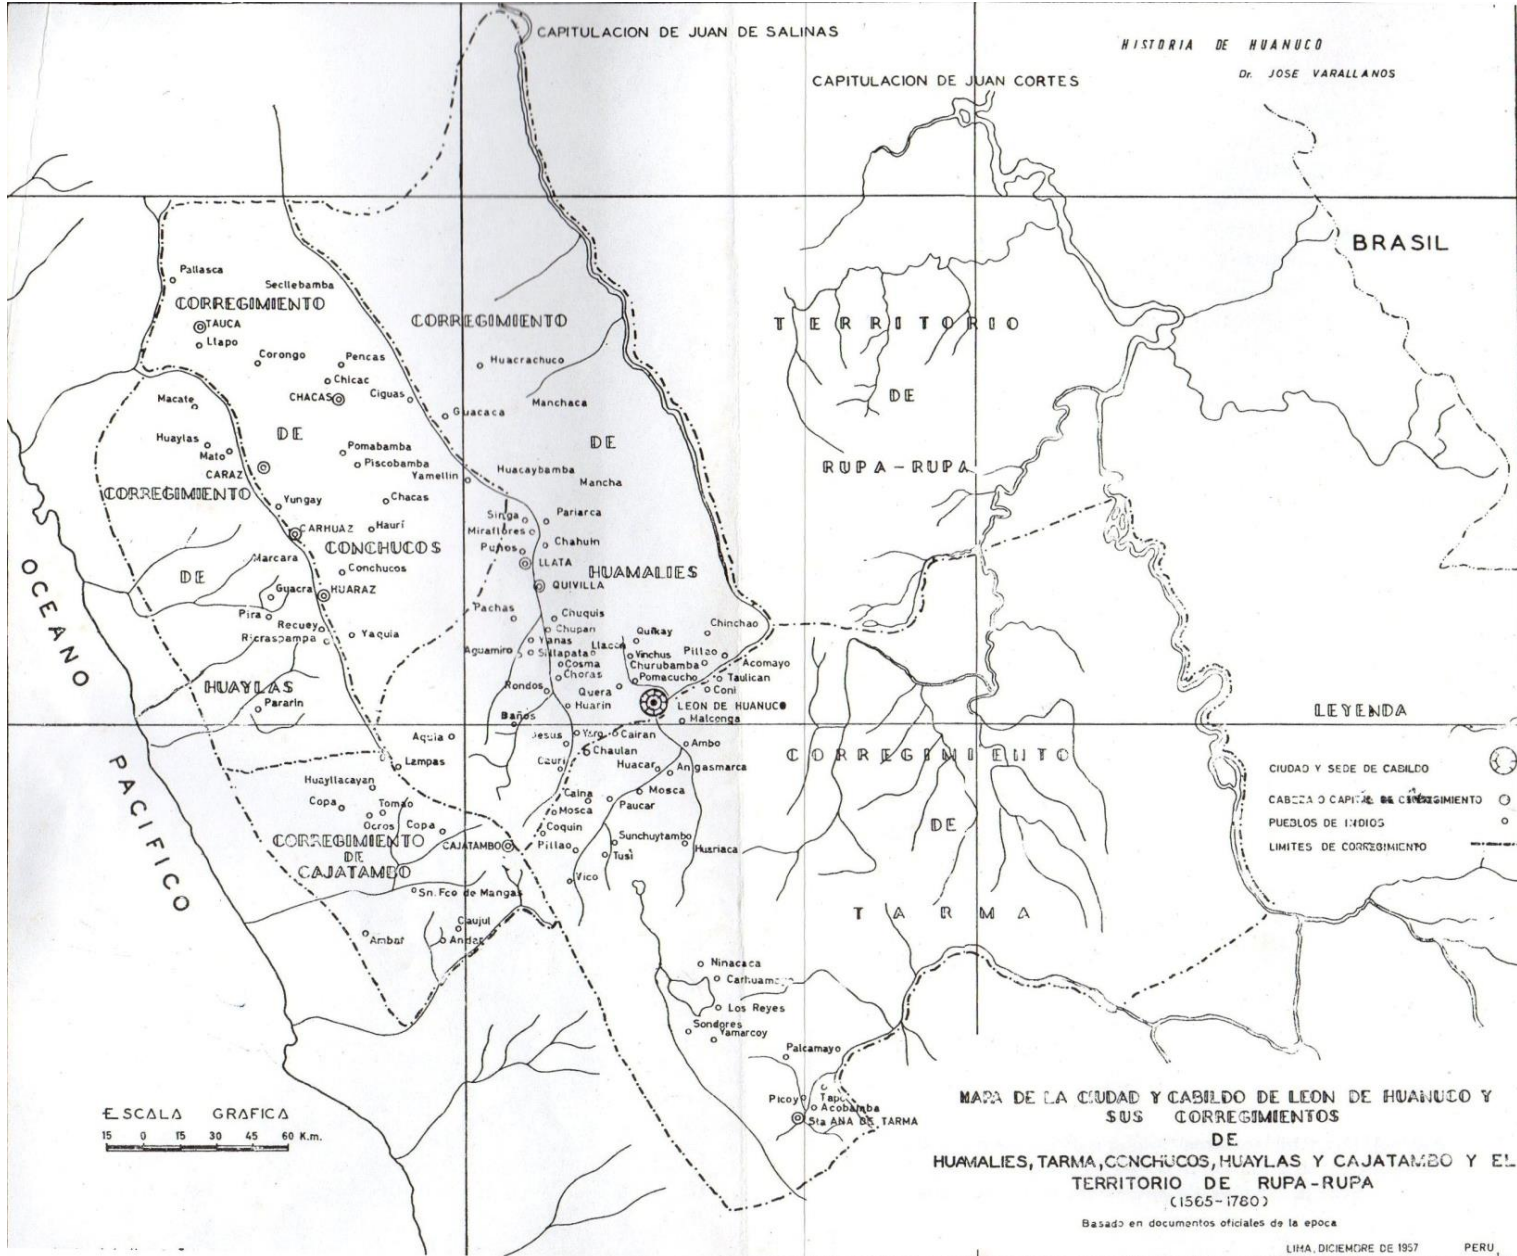 CAPITULACION DE JUAN DE SALINAS
HISTORIA DE HUANUCO
Dr. JOSE VARALLANOS
CAPITULACION DE JUAN CORTES
BRASIL
Pallasca
Secllebamba
CORREGIMIENTO
TAUCA
Llapo
Corongo
Pencas
Chicac
CHACAS
Ciguas
DE
Pomabamba
Piscobamba
Yamellin
Chacas
Haurí
CONCHUCOS
Conchucos
Yaquia
CORREGIMIENTO
Huacrachuco
Manchaca
Guacaca
DE
Huacaybamba
Mancha
Singa
Pariarca
Miraflores
Chahuin
Puños
LLATA
HUAMALIES
QUIVILLA
Pachas
Chuquis
Chupan
Yanas
Aguamiro
Sillapata
Cosma
Choras
Rondos
Huarin
Baños
Jesus
Cauri
Llacon
Quikay
Chinchao
Vinchus
Pillao
Churubamba
Acomayo
Pomacucho
Taulican
Quera
Coni
LEON DE HUANUCO
Malconga
Yaro
Cairan
Chaulan
Ambo
Huacar
Angasmarca
Caina
Mosca
Mosca
Paucar
Coquin
Sunchuytambo
Pillao
Tusi
Huariaca
Vico
Macate
Huaylas
Mato
CARAZ
CORREGIMIENTO
Yungay
CARHUAZ
Marcara
DE
Guacra
HUARAZ
Pira
Recuey
Ricraspampa
HUAYLAS
Pararin
Aquia
Lampas
Huayllacayan
Copa
Tomao
Ocros
Copa
CORREGIMIENTO
DE
CAJATAMBO
CAJATAMBO
Sn. Fco de Mangas
Caujul
Ambar
Andas
OCEANO
PACIFICO
TERRITORIO
DE
RUPA-RUPA
CORREGIMIENTO
DE
TARMA
Ninacaca
Carhuamayo
Los Reyes
Sondores
Yamarcoy
Palcamayo
Picoy
Tapo
Acobamba
Sta ANA DE TARMA
LEYENDA
CIUDAD Y SEDE DE CABILDO
CABEZA O CAPITAL DE CORREGIMIENTO
PUEBLOS DE INDIOS
LIMITES DE CORREGIMIENTO
ESCALA GRAFICA
15 0 15 30 45 60 K.m.
MAPA DE LA CIUDAD Y CABILDO DE LEON DE HUANUCO Y
SUS CORREGIMIENTOS
DE
HUAMALIES, TARMA, CONCHUCOS, HUAYLAS Y CAJATAMBO Y EL
TERRITORIO DE RUPA-RUPA
(1565-1780)
Basado en documentos oficiales de la epoca
LIMA, DICIEMBRE DE 1957 PERU